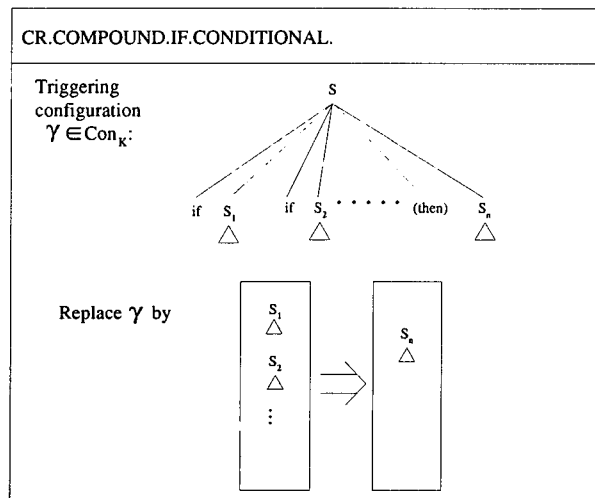 CR.COMPOUND.IF.CONDITIONAL.
Triggering
configuration
γ ∈ Con_K:
S
if S_1 if S_2 · · · · · (then) S_n
Replace γ by
S_1
S_2
⋮
⇒
S_n